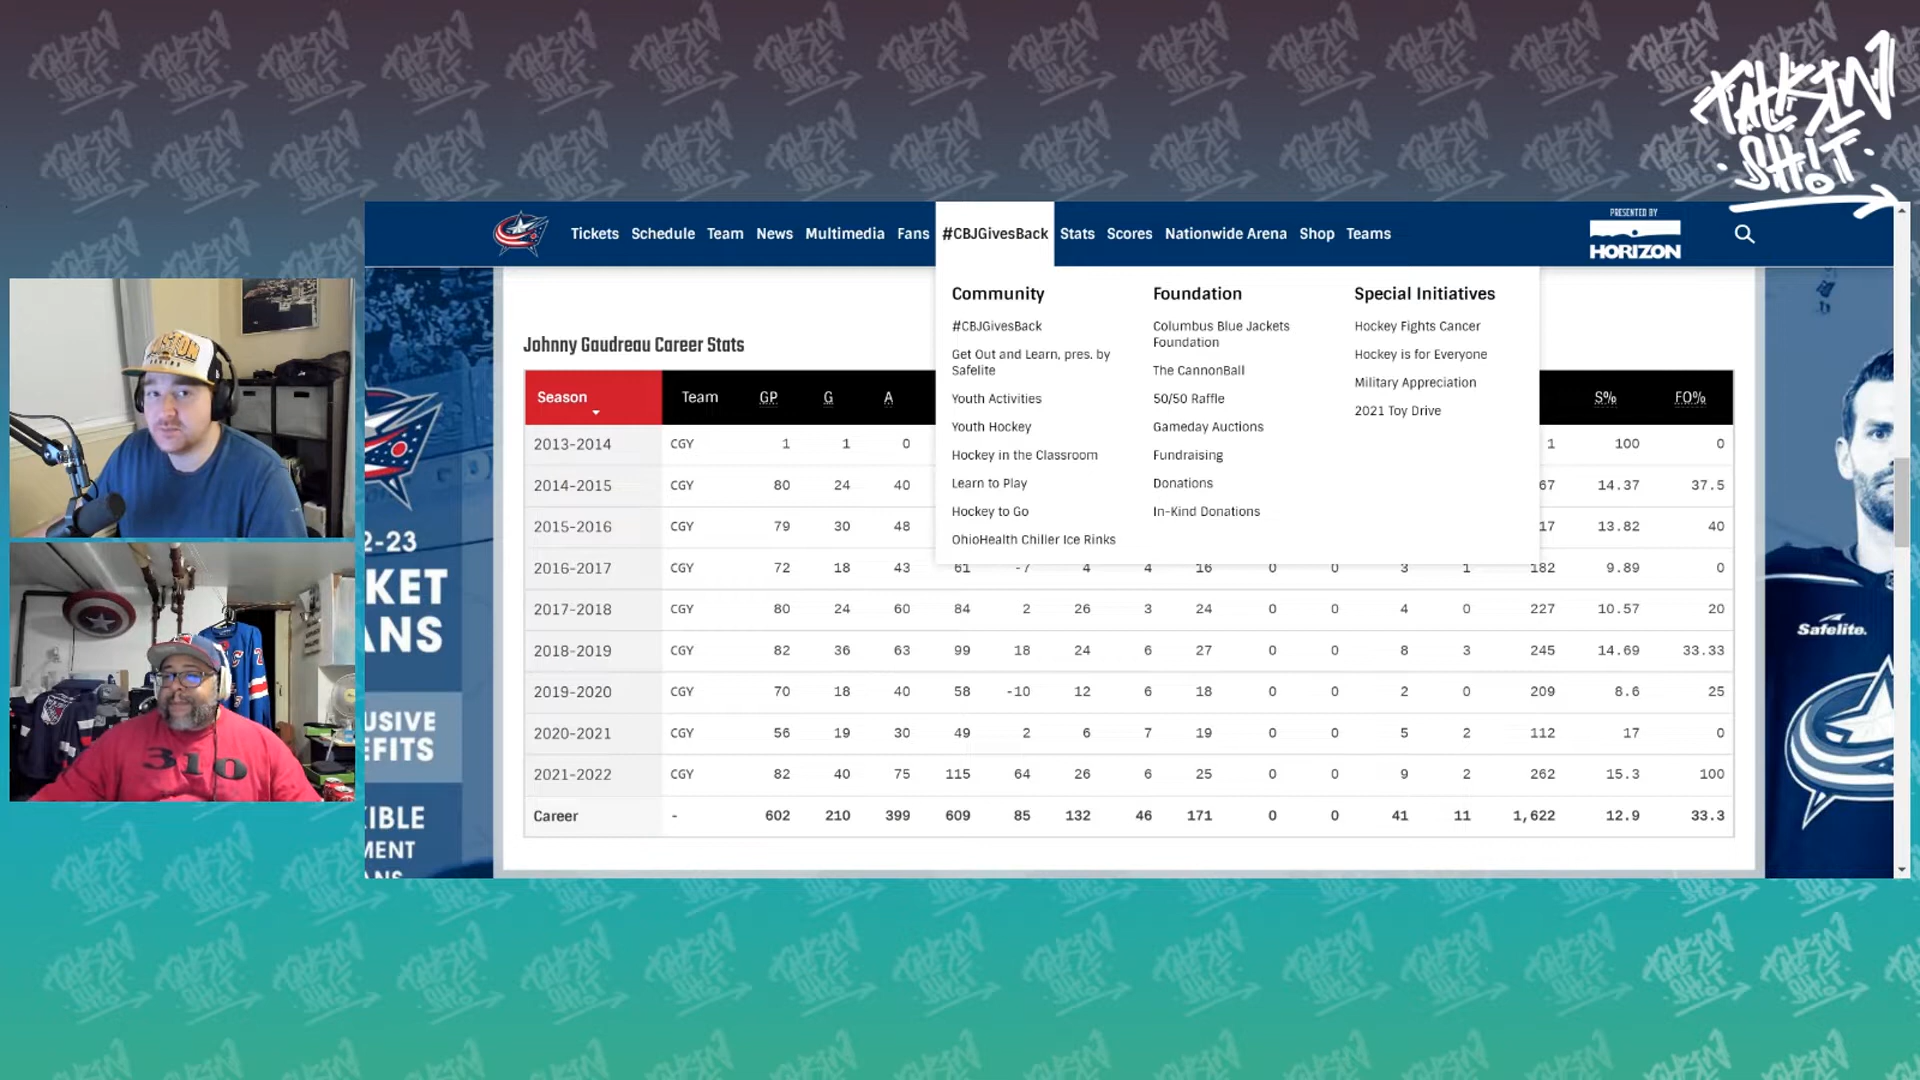 TALKIN
SH!T
PRESENTED BY
HORIZON
Tickets Schedule Team News Multimedia Fans #CBJGivesBack Stats Scores Nationwide Arena Shop Teams
Community
#CBJGivesBack
Get Out and Learn, pres. by
Safelite
Youth Activities
Youth Hockey
Hockey in the Classroom
Learn to Play
Hockey to Go
OhioHealth Chiller Ice Rinks
Foundation
Columbus Blue Jackets
Foundation
The CannonBall
50/50 Raffle
Gameday Auctions
Fundraising
Donations
In-Kind Donations
Special Initiatives
Hockey Fights Cancer
Hockey is for Everyone
Military Appreciation
2021 Toy Drive
Johnny Gaudreau Career Stats
Season Team GP G A S% FO%
2013-2014 CGY 1 1 0 1 100 0
2014-2015 CGY 80 24 40 67 14.37 37.5
2015-2016 CGY 79 30 48 17 13.82 40
2016-2017 CGY 72 18 43 61 -7 4 4 16 0 0 3 1 182 9.89 0
2017-2018 CGY 80 24 60 84 2 26 3 24 0 0 4 0 227 10.57 20
2018-2019 CGY 82 36 63 99 18 24 6 27 0 0 8 3 245 14.69 33.33
2019-2020 CGY 70 18 40 58 -10 12 6 18 0 0 2 0 209 8.6 25
2020-2021 CGY 56 19 30 49 2 6 7 19 0 0 5 2 112 17 0
2021-2022 CGY 82 40 75 115 64 26 6 25 0 0 9 2 262 15.3 100
Career - 602 210 399 609 85 132 46 171 0 0 41 11 1,622 12.9 33.3
2-23
KET
ANS
USIVE
EFITS
IBLE
MENT
ANS
Safelite.
310